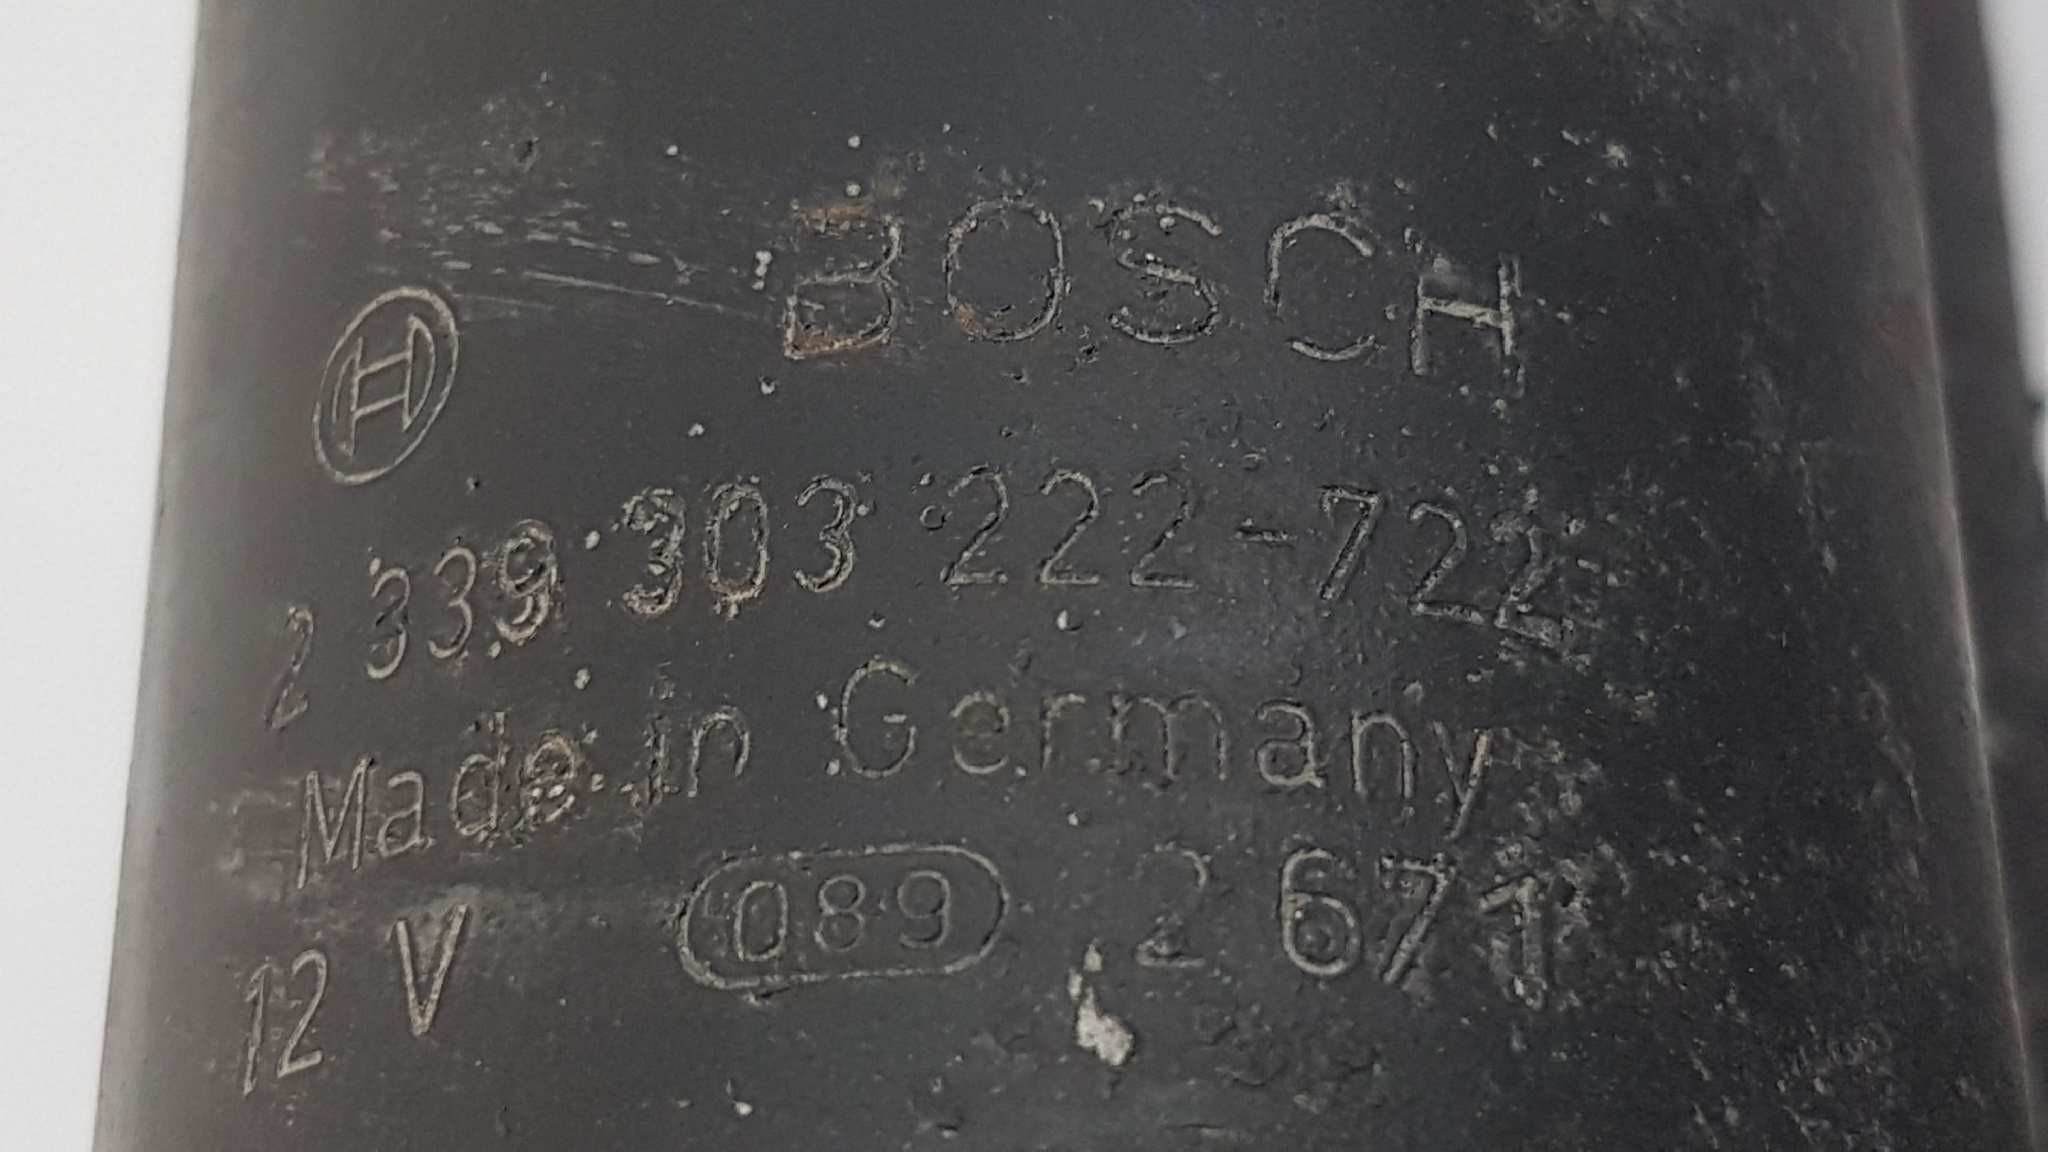 BOSCH
2 339 303 222-722
Made in Germany
12 V 089 2 671